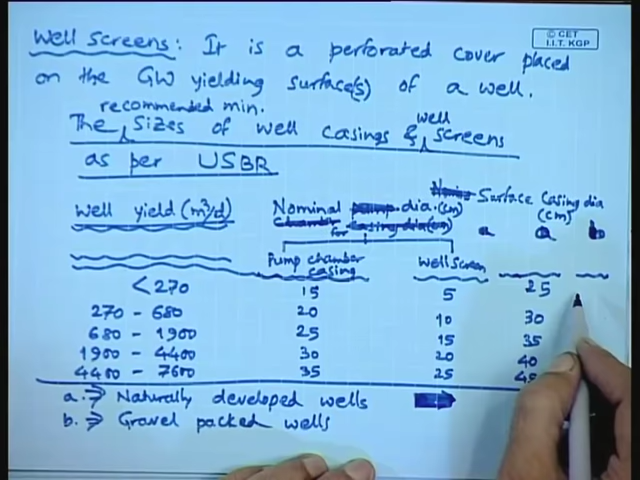 © CET
I.I.T. KGP
Well Screens: It is a perforated cover placed
on the GW yielding surface(s) of a well.
recommended min.
The Sizes of well casings & well screens
as per USBR
Well yield (m³/d)
Nominal dia. (cm)
for
Surface Casing dia
(cm)
a b
Pump chamber casing
Well Screen
<270 15 5 25
270 - 680 20 10 30
680 - 1900 25 15 35
1900 - 4400 30 20 40
4400 - 7600 35 25
a. ⇒ Naturally developed wells
b. ⇒ Gravel packed wells